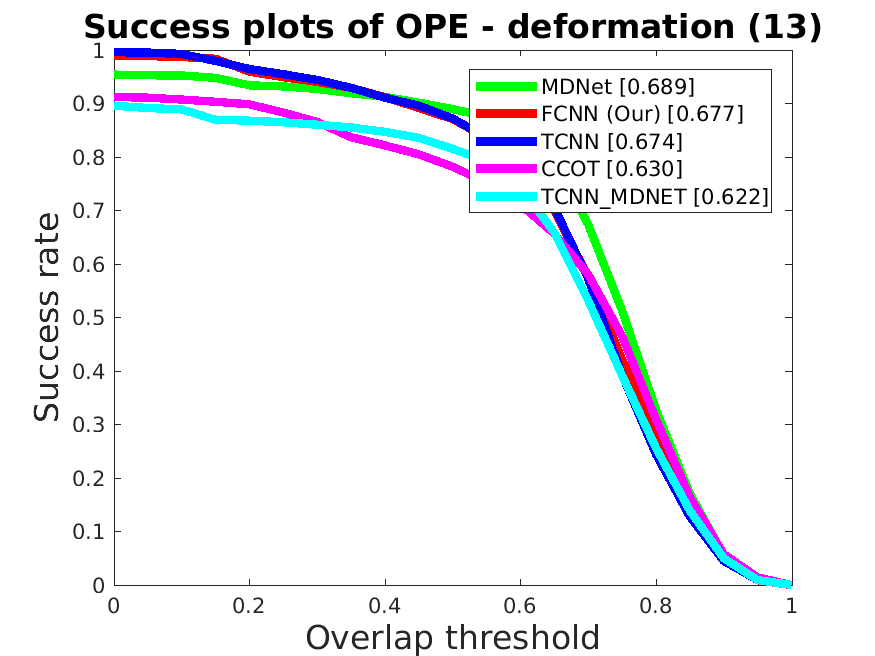 Success plots of OPE - deformation (13)
1
0.9
0.8
0.7
0.6
0.5
0.4
0.3
0.2
0.1
0
Success rate
MDNet [0.689]
FCNN (Our) [0.677]
TCNN [0.674]
CCOT [0.630]
TCNN_MDNET [0.622]
0 0.2 0.4 0.6 0.8 1
Overlap threshold